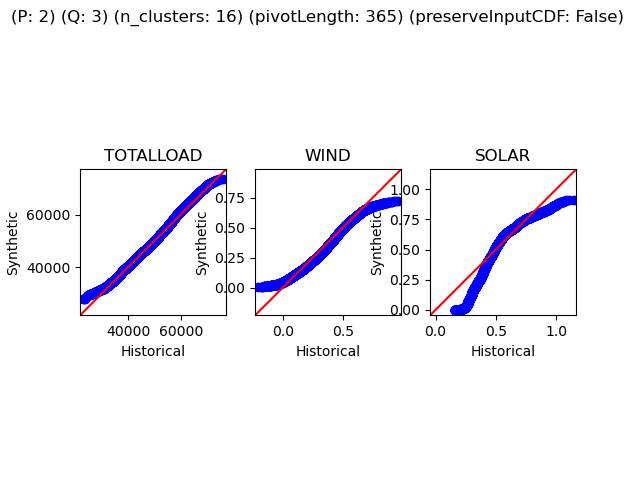 (P: 2) (Q: 3) (n_clusters: 16) (pivotLength: 365) (preserveInputCDF: False)
TOTALLOAD
Synthetic
60000
40000
40000 60000
Historical
WIND
Synthetic
0.75
0.50
0.25
0.00
0.0 0.5
Historical
SOLAR
Synthetic
1.00
0.75
0.50
0.25
0.00
0.0 0.5 1.0
Historical